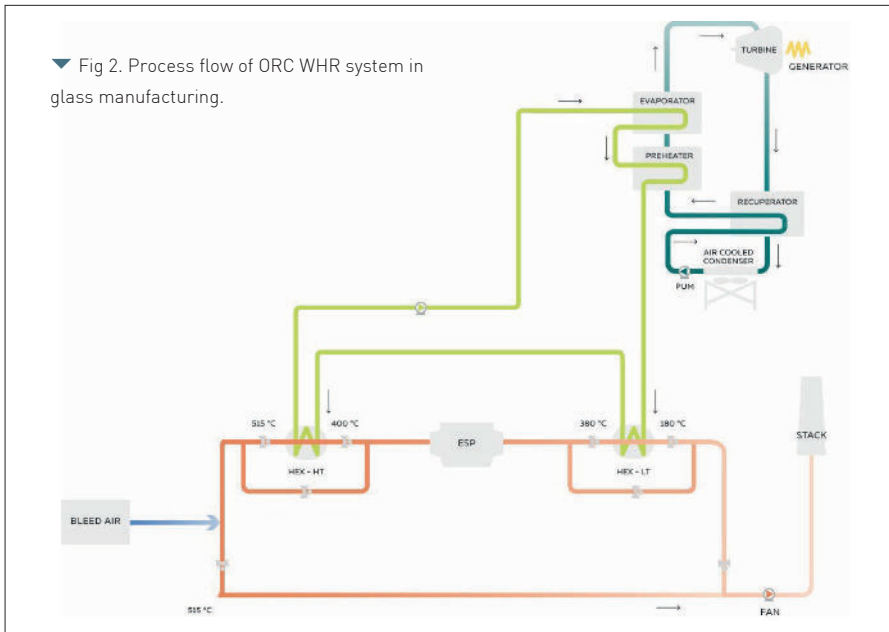 Fig 2. Process flow of ORC WHR system in
glass manufacturing.
TURBINE
GENERATOR
EVAPORATOR
PREHEATER
RECUPERATOR
AIR COOLED
CONDENSER
PUM
515 °C
400 °C
380 °C
180 °C
ESP
STACK
HEX - HT
HEX - LT
BLEED AIR
515 °C
FAN